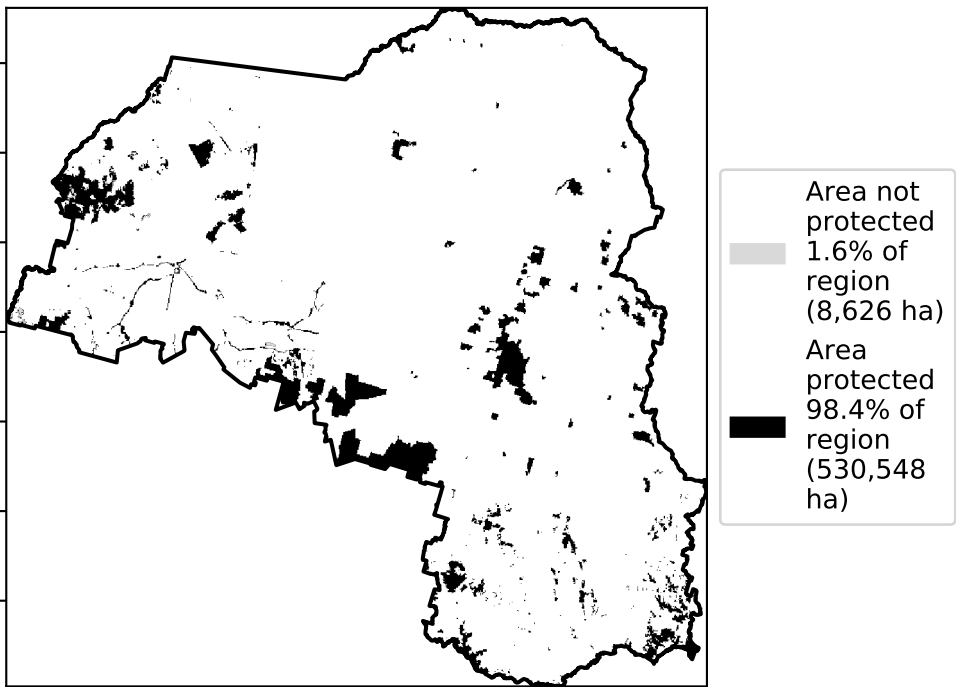 Area not
protected
1.6% of
region
(8,626 ha)
Area
protected
98.4% of
region
(530,548
ha)